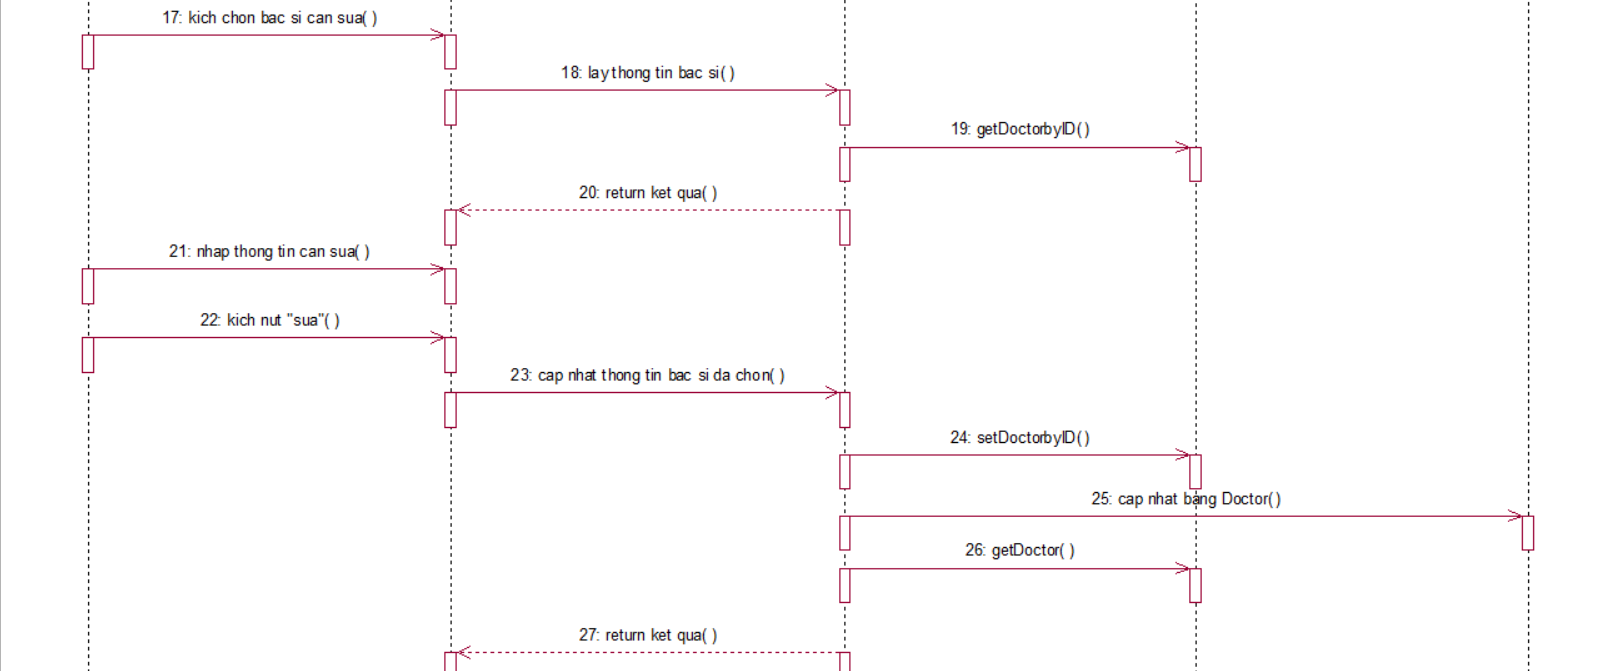 17: kich chon bac si can sua( )
18: lay thong tin bac si( )
19: getDoctorbyID( )
20: return ket qua( )
21: nhap thong tin can sua( )
22: kich nut "sua"( )
23: cap nhat thong tin bac si da chon( )
24: setDoctorbyID( )
25: cap nhat bang Doctor( )
26: getDoctor( )
27: return ket qua( )